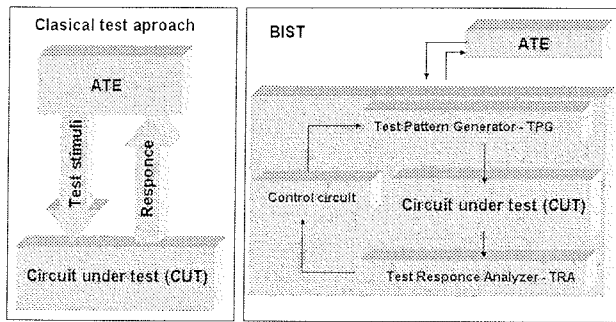 Clasical test aproach
ATE
Test stimuli
Responce
Circuit under test (CUT)
BIST
ATE
Test Pattern Generator - TPG
Control circuit
Circuit under test (CUT)
Test Responce Analyzer - TRA